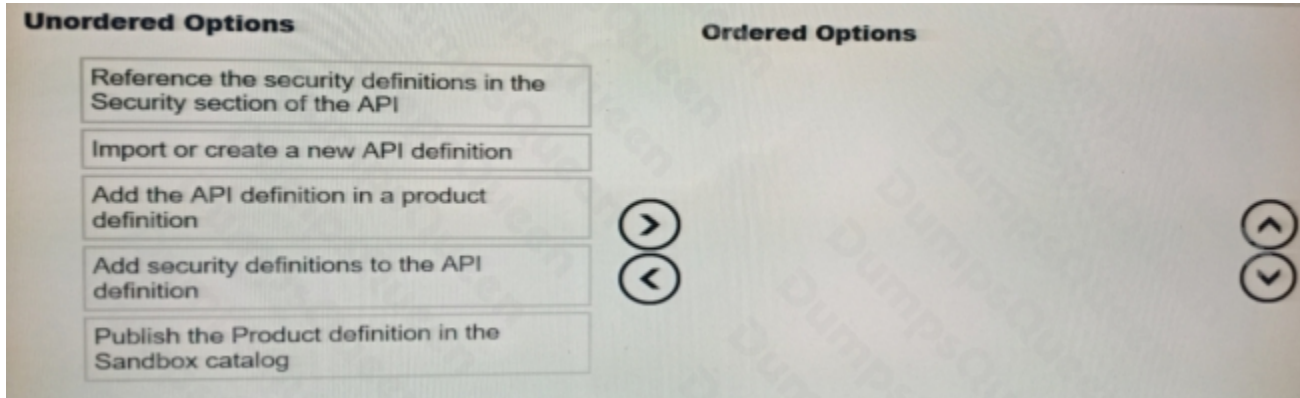 Unordered Options
Ordered Options
Reference the security definitions in the
Security section of the API
Import or create a new API definition
Add the API definition in a product
definition
Add security definitions to the API
definition
Publish the Product definition in the
Sandbox catalog